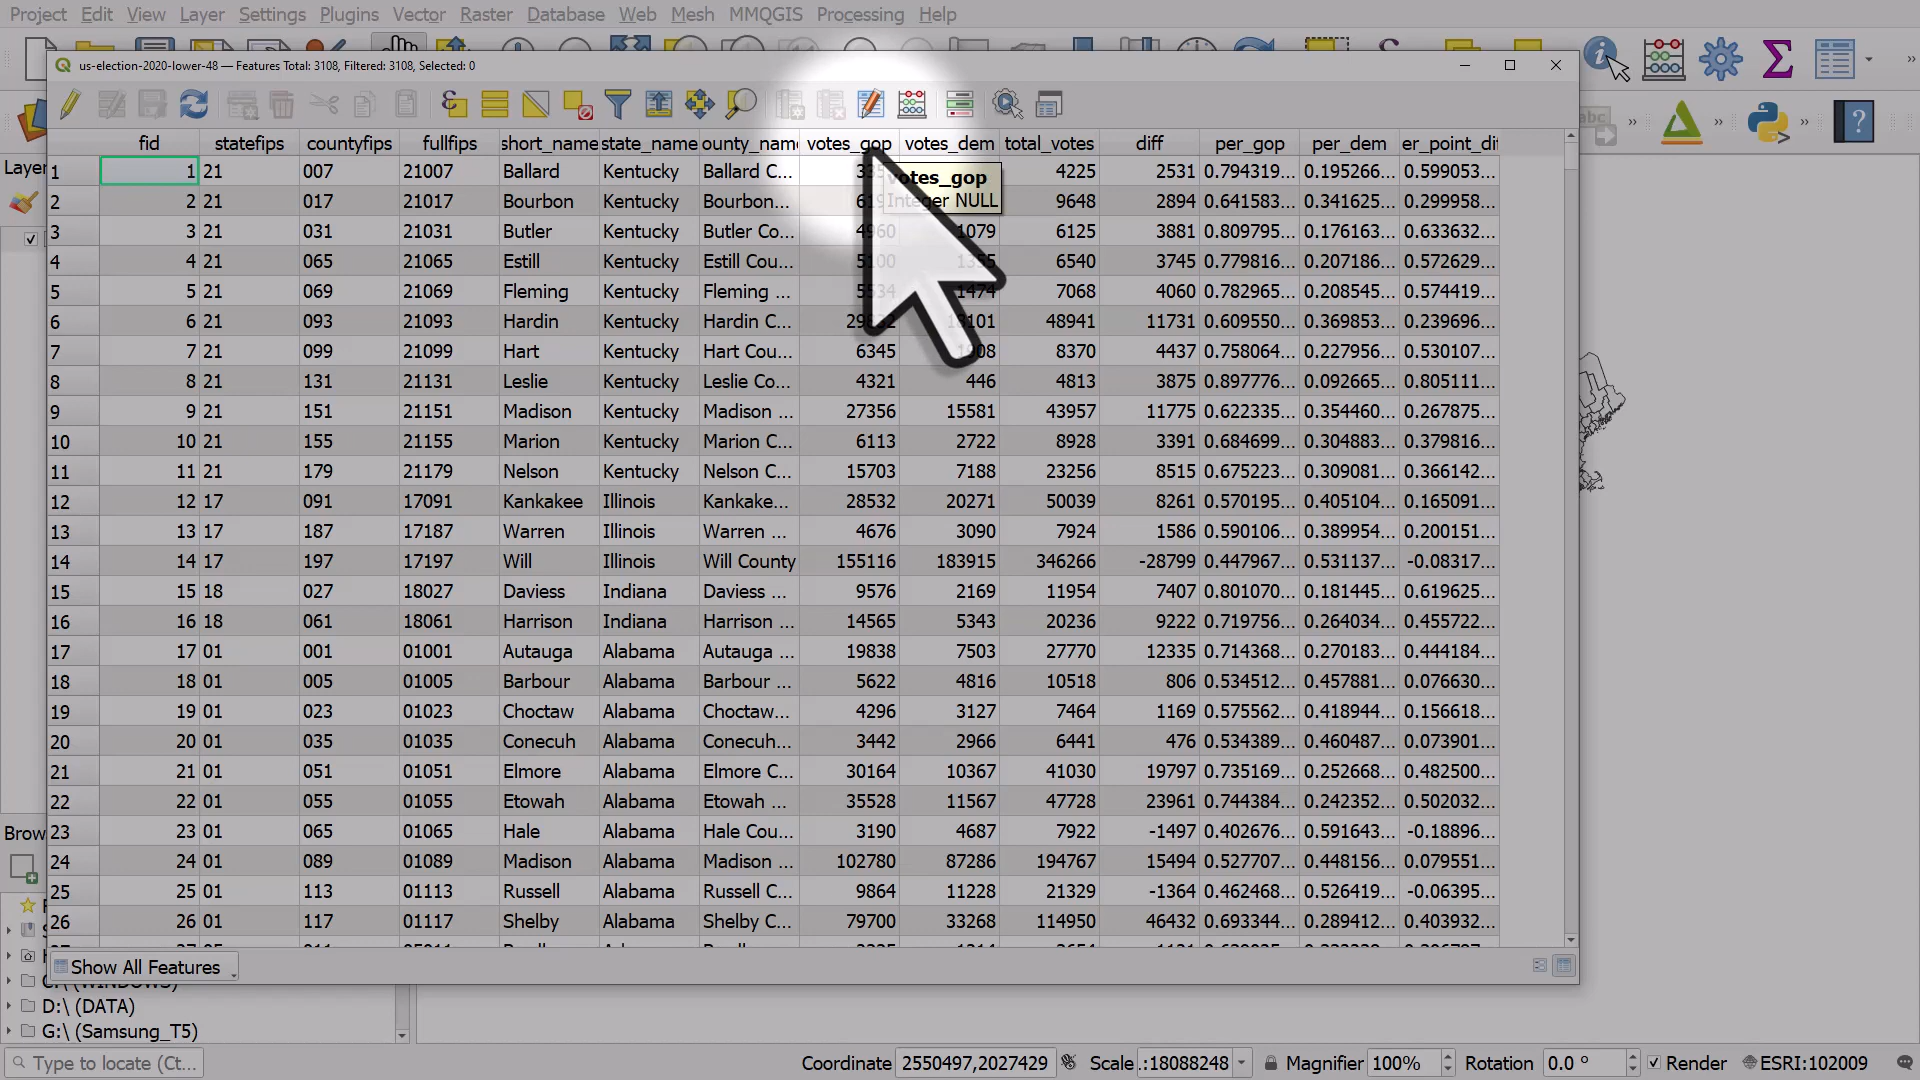 Project Edit View Layer Settings Plugins Vector Raster Database Web Mesh MMQGIS Processing Help
us-election-2020-lower-48 — Features Total: 3108, Filtered: 3108, Selected: 0
abc
Layer
fid statefips countyfips fullfips short_name state_name ounty_name votes_gop votes_dem total_votes diff per_gop per_dem er_point_di
1 1 21 007 21007 Ballard Kentucky Ballard C... 4225 2531 0.794319... 0.195266... 0.599053...
votes_gop
Integer NULL
2 2 21 017 21017 Bourbon Kentucky Bourbon... 9648 2894 0.641583... 0.341625... 0.299958...
3 3 21 031 21031 Butler Kentucky Butler Co... 4960 1079 6125 3881 0.809795... 0.176163... 0.633632...
4 4 21 065 21065 Estill Kentucky Estill Cou... 5100 1355 6540 3745 0.779816... 0.207186... 0.572629...
5 5 21 069 21069 Fleming Kentucky Fleming ... 5534 1474 7068 4060 0.782965... 0.208545... 0.574419...
6 6 21 093 21093 Hardin Kentucky Hardin C... 29832 18101 48941 11731 0.609550... 0.369853... 0.239696...
7 7 21 099 21099 Hart Kentucky Hart Cou... 6345 1908 8370 4437 0.758064... 0.227956... 0.530107...
8 8 21 131 21131 Leslie Kentucky Leslie Co... 4321 446 4813 3875 0.897776... 0.092665... 0.805111...
9 9 21 151 21151 Madison Kentucky Madison ... 27356 15581 43957 11775 0.622335... 0.354460... 0.267875...
10 10 21 155 21155 Marion Kentucky Marion C... 6113 2722 8928 3391 0.684699... 0.304883... 0.379816...
11 11 21 179 21179 Nelson Kentucky Nelson C... 15703 7188 23256 8515 0.675223... 0.309081... 0.366142...
12 12 17 091 17091 Kankakee Illinois Kankake... 28532 20271 50039 8261 0.570195... 0.405104... 0.165091...
13 13 17 187 17187 Warren Illinois Warren ... 4676 3090 7924 1586 0.590106... 0.389954... 0.200151...
14 14 17 197 17197 Will Illinois Will County 155116 183915 346266 -28799 0.447967... 0.531137... -0.08317...
15 15 18 027 18027 Daviess Indiana Daviess ... 9576 2169 11954 7407 0.801070... 0.181445... 0.619625...
16 16 18 061 18061 Harrison Indiana Harrison ... 14565 5343 20236 9222 0.719756... 0.264034... 0.455722...
17 17 01 001 01001 Autauga Alabama Autauga ... 19838 7503 27770 12335 0.714368... 0.270183... 0.444184...
18 18 01 005 01005 Barbour Alabama Barbour ... 5622 4816 10518 806 0.534512... 0.457881... 0.076630...
19 19 01 023 01023 Choctaw Alabama Choctaw... 4296 3127 7464 1169 0.575562... 0.418944... 0.156618...
20 20 01 035 01035 Conecuh Alabama Conecuh ... 3442 2966 6441 476 0.534389... 0.460487... 0.073901...
21 21 01 051 01051 Elmore Alabama Elmore C... 30164 10367 41030 19797 0.735169... 0.252668... 0.482500...
22 22 01 055 01055 Etowah Alabama Etowah ... 35528 11567 47728 23961 0.744384... 0.242352... 0.502032...
23 23 01 065 01065 Hale Alabama Hale Cou... 3190 4687 7922 -1497 0.402676... 0.591643... -0.18896...
24 24 01 089 01089 Madison Alabama Madison ... 102780 87286 194767 15494 0.527707... 0.448156... 0.079551...
25 25 01 113 01113 Russell Alabama Russell C... 9864 11228 21329 -1364 0.462468... 0.526419... -0.06395...
26 26 01 117 01117 Shelby Alabama Shelby C... 79700 33268 114950 46432 0.693344... 0.289412... 0.403932...
Brow
Show All Features
C:\ (WINDOWS)
D:\ (DATA)
G:\ (Samsung_T5)
Type to locate (Ct... Coordinate 2550497,2027429 Scale .:18088248 Magnifier 100% Rotation 0.0 ° Render ESRI:102009